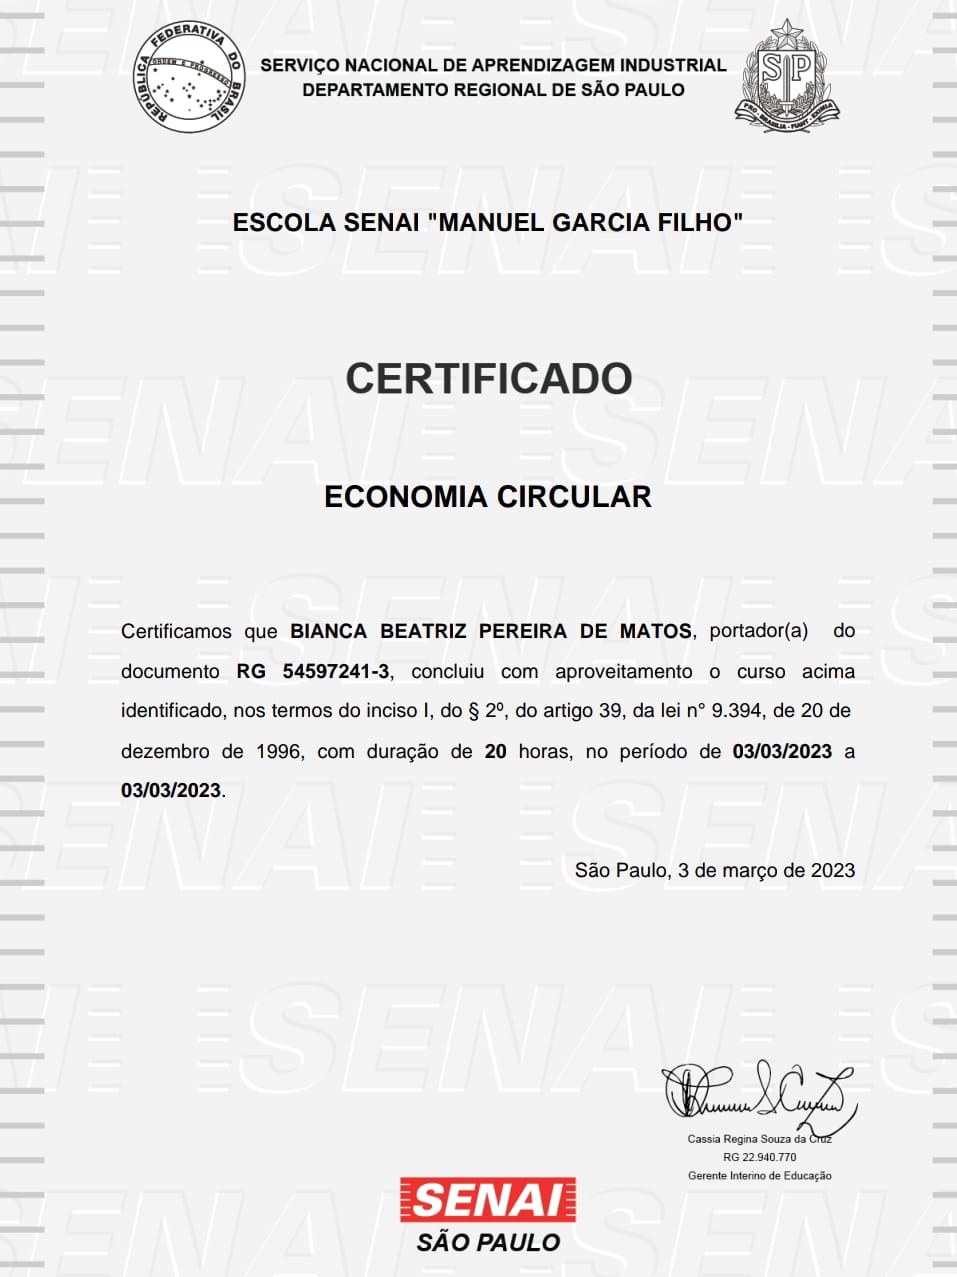 REPÚBLICA FEDERATIVA DO BRASIL
ORDEM E PROGRESSO
SERVIÇO NACIONAL DE APRENDIZAGEM INDUSTRIAL
DEPARTAMENTO REGIONAL DE SÃO PAULO
SP
PRO·BRASILIA·FIANT·EXIMIA
ESCOLA SENAI "MANUEL GARCIA FILHO"
CERTIFICADO
ECONOMIA CIRCULAR
Certificamos que BIANCA BEATRIZ PEREIRA DE MATOS, portador(a) do
documento RG 54597241-3, concluiu com aproveitamento o curso acima
identificado, nos termos do inciso I, do § 2º, do artigo 39, da lei n° 9.394, de 20 de
dezembro de 1996, com duração de 20 horas, no período de 03/03/2023 a
03/03/2023.
São Paulo, 3 de março de 2023
Cassia Regina Souza da Cruz
RG 22.940.770
Gerente Interino de Educação
SENAI
SÃO PAULO